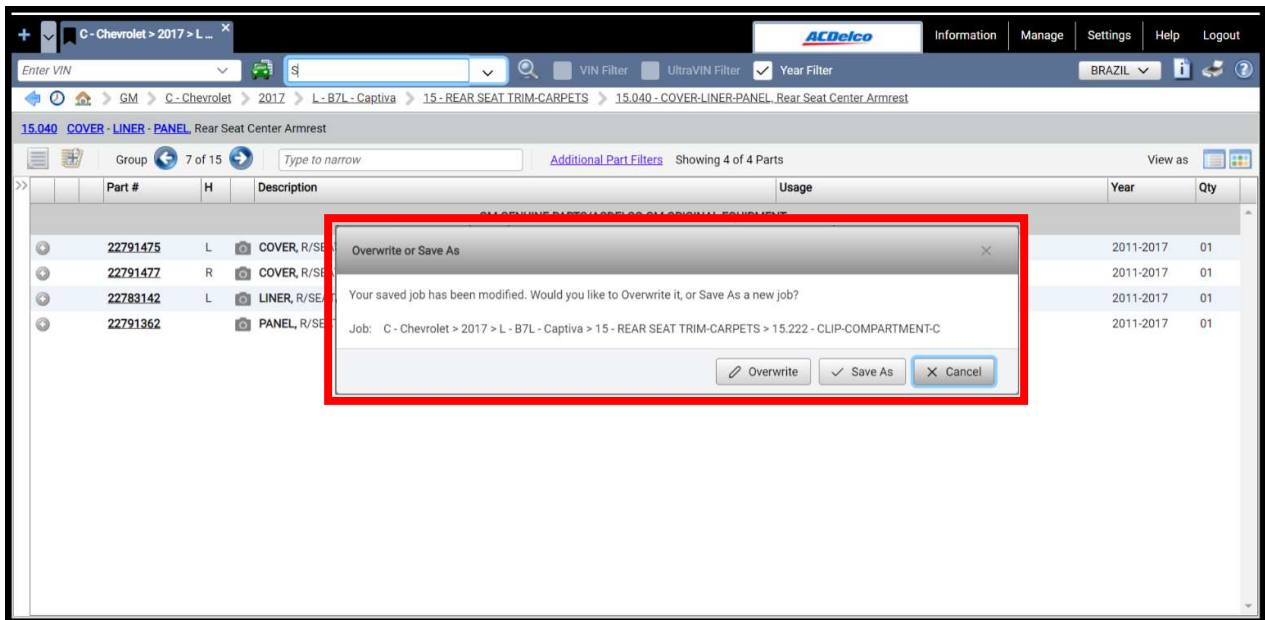 C - Chevrolet > 2017 > L ...
ACDelco
Information Manage Settings Help Logout
Enter VIN S VIN Filter UltraVIN Filter Year Filter BRAZIL
GM > C - Chevrolet > 2017 > L - B7L - Captiva > 15 - REAR SEAT TRIM-CARPETS > 15.040 - COVER-LINER-PANEL, Rear Seat Center Armrest
15.040 COVER - LINER - PANEL, Rear Seat Center Armrest
Group 7 of 15 Type to narrow Additional Part Filters Showing 4 of 4 Parts View as
>> Part # H Description Usage Year Qty
22791475 L COVER, R/SE 2011-2017 01
22791477 R COVER, R/SE 2011-2017 01
22783142 L LINER, R/SEA 2011-2017 01
22791362 PANEL, R/SE 2011-2017 01
Overwrite or Save As
Your saved job has been modified. Would you like to Overwrite it, or Save As a new job?
Job: C - Chevrolet > 2017 > L - B7L - Captiva > 15 - REAR SEAT TRIM-CARPETS > 15.222 - CLIP-COMPARTMENT-C
Overwrite Save As Cancel